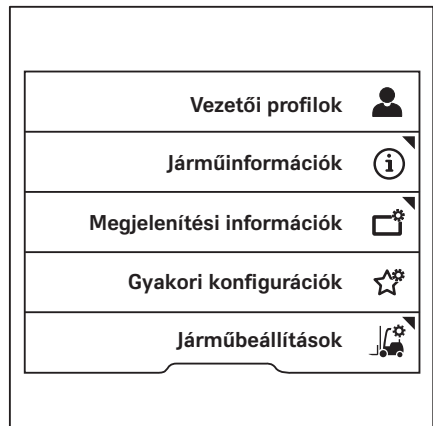 Vezetői profilok
Járműinformációk
Megjelenítési információk
Gyakori konfigurációk
Járműbeállítások